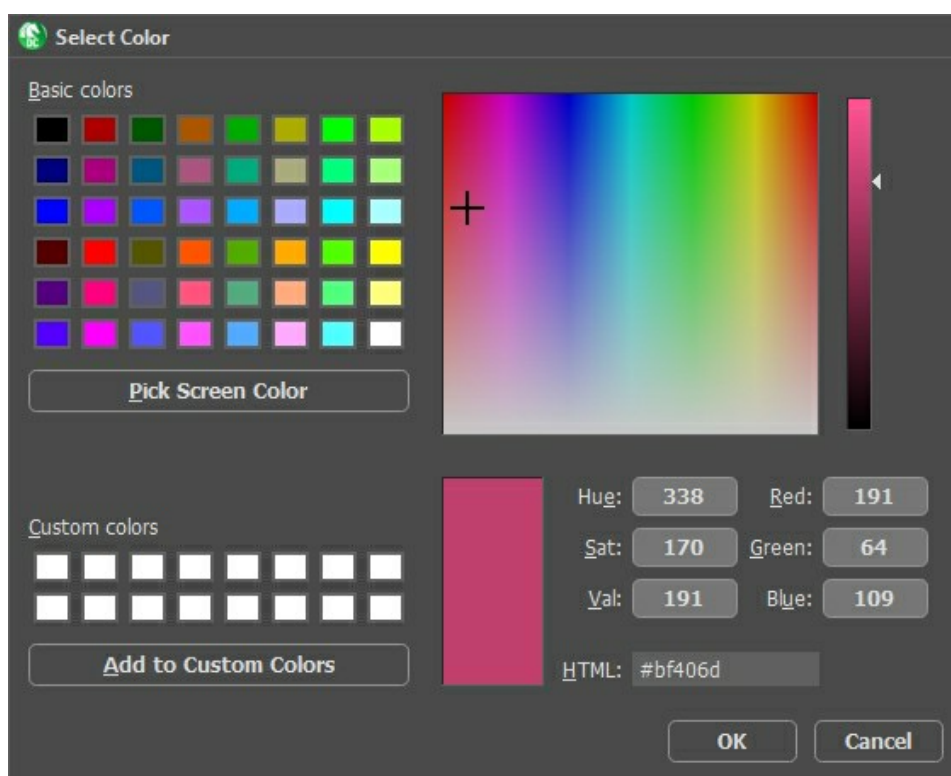 DC
Select Color
Basic colors
Pick Screen Color
Custom colors
Add to Custom Colors
Hue: 338 Red: 191
Sat: 170 Green: 64
Val: 191 Blue: 109
HTML: #bf406d
OK Cancel